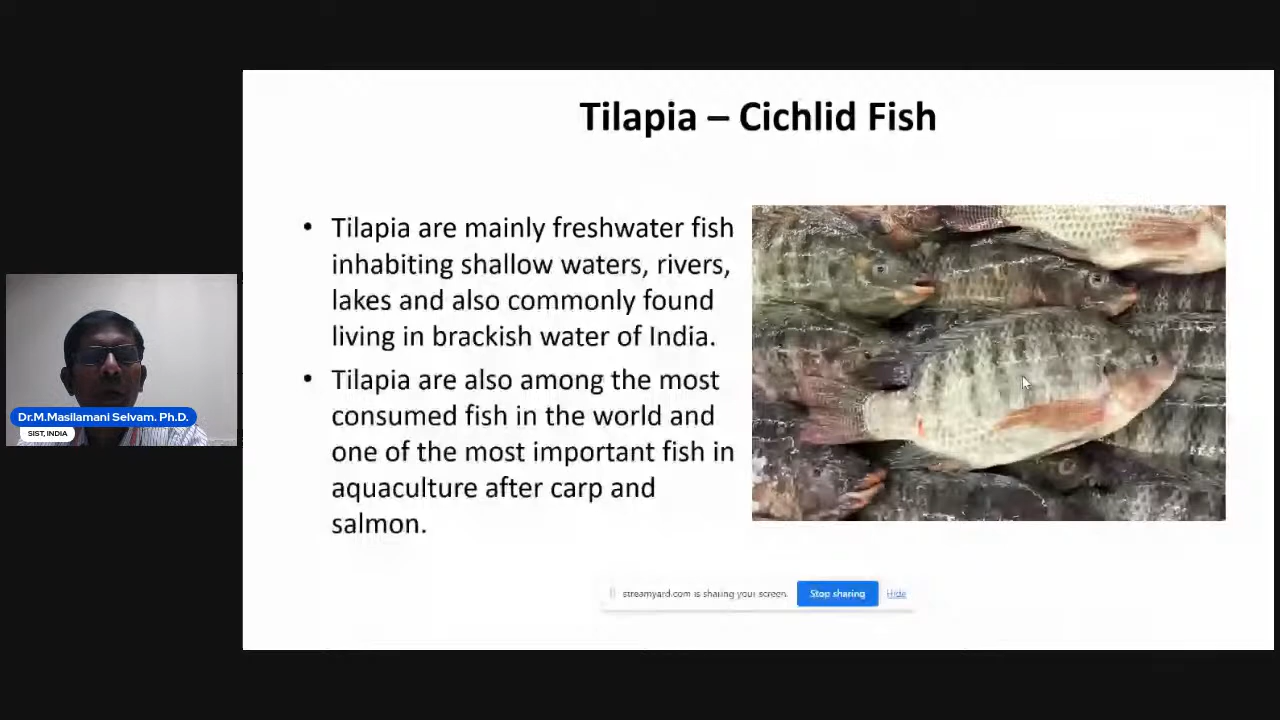 Tilapia – Cichlid Fish
• Tilapia are mainly freshwater fish
inhabiting shallow waters, rivers,
lakes and also commonly found
living in brackish water of India.
• Tilapia are also among the most
consumed fish in the world and
one of the most important fish in
aquaculture after carp and
salmon.
Dr.M.Masilamani Selvam. Ph.D.
SIST, INDIA
streamyard.com is sharing your screen.
Stop sharing
Hide